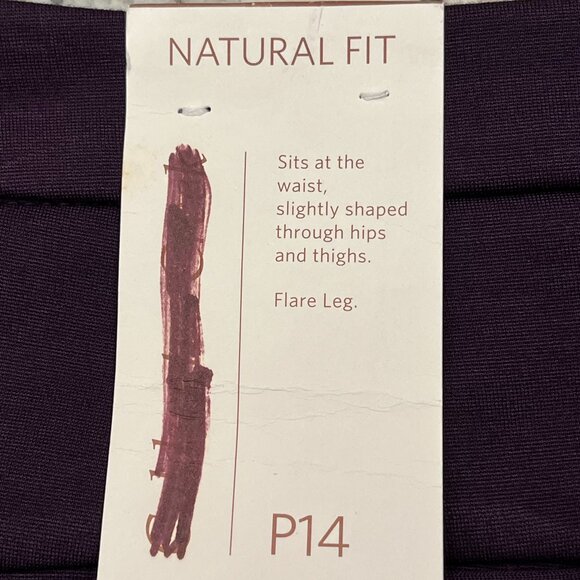 NATURAL FIT
Sits at the
waist,
slightly shaped
through hips
and thighs.
Flare Leg.
P14